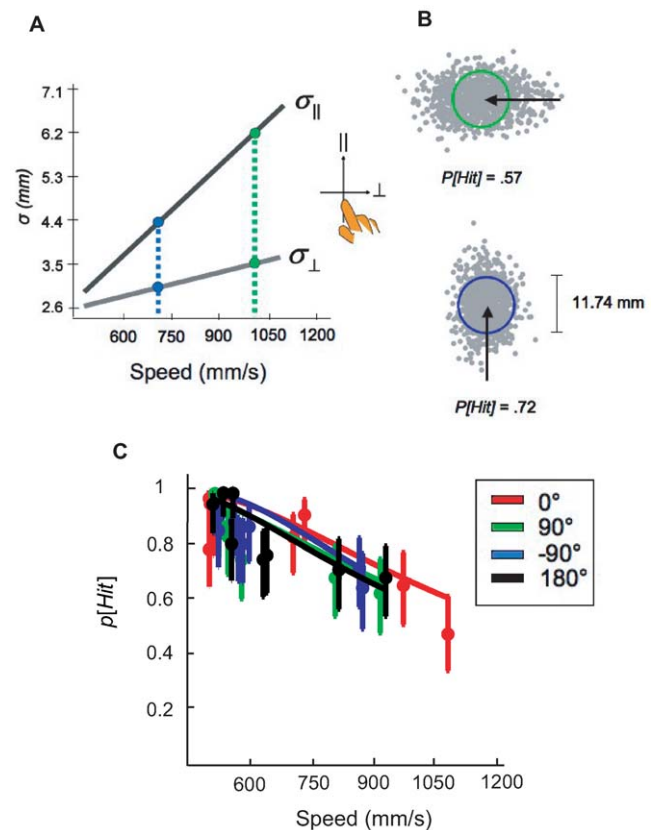 A
7.1
6.2
5.3
4.4
3.5
2.6
σ (mm)
σ||
σ⊥
600 750 900 1050 1200
Speed (mm/s)
||
⊥
B
P[Hit] = .57
11.74 mm
P[Hit] = .72
C
1
0.8
0.6
0.4
0.2
p[Hit]
600 750 900 1050 1200
Speed (mm/s)
0°
90°
-90°
180°